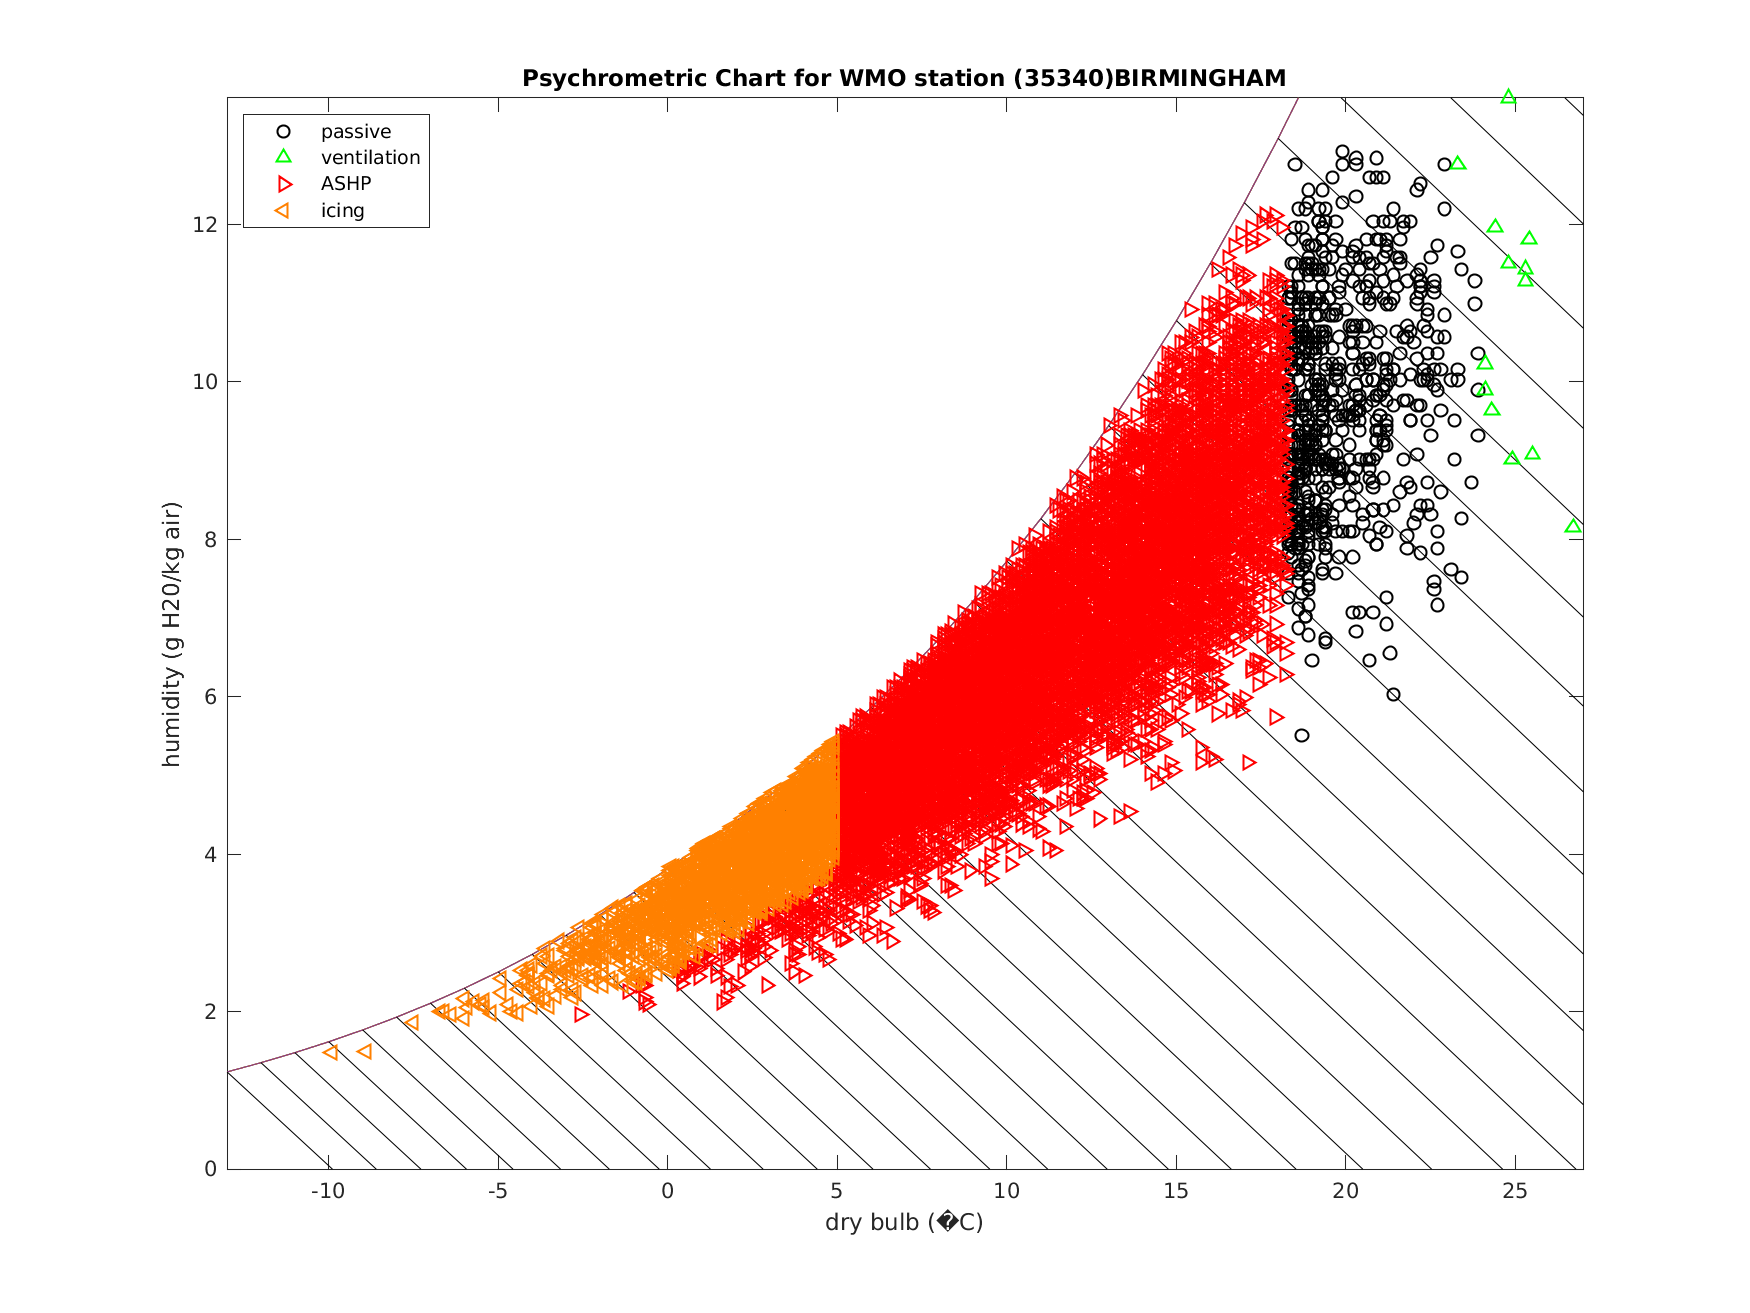 Psychrometric Chart for WMO station (35340)BIRMINGHAM
passive
ventilation
ASHP
icing
12
10
8
6
4
2
0
humidity (g H20/kg air)
-10 -5 0 5 10 15 20 25
dry bulb (�C)